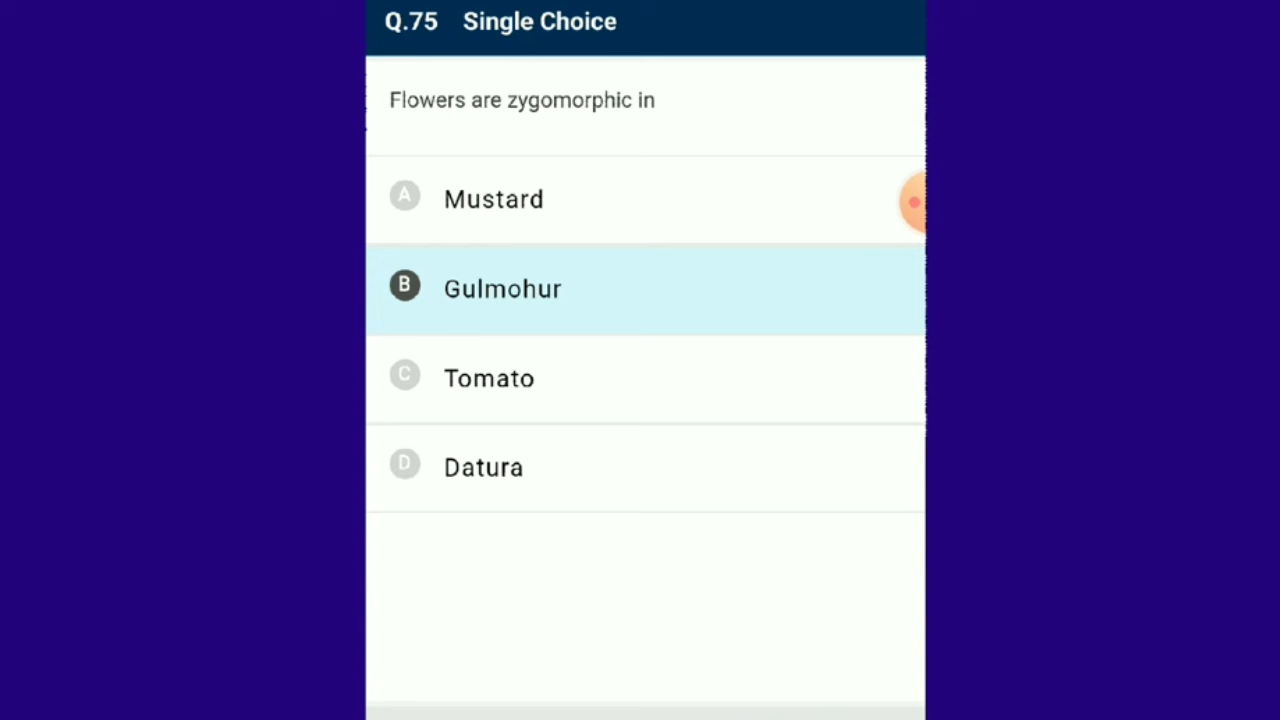 Q.75 Single Choice
Flowers are zygomorphic in
A Mustard
B Gulmohur
C Tomato
D Datura